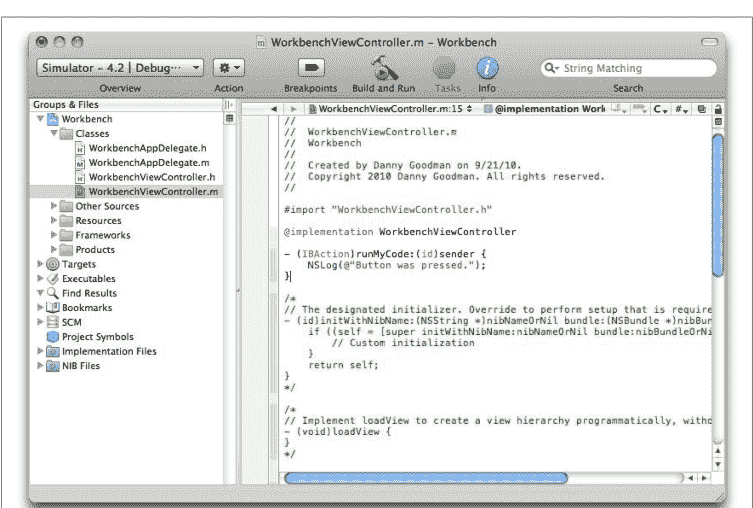 WorkbenchViewController.m – Workbench
Simulator – 4.2 | Debug···
String Matching
Overview Action Breakpoints Build and Run Tasks Info Search
Groups & Files
WorkbenchViewController.m:15
@implementation Work
C
#
Workbench
Classes
WorkbenchAppDelegate.h
WorkbenchAppDelegate.m
WorkbenchViewController.h
WorkbenchViewController.m
Other Sources
Resources
Frameworks
Products
Targets
Executables
Find Results
Bookmarks
SCM
Project Symbols
Implementation Files
NIB Files
//
//  WorkbenchViewController.m
//  Workbench
//
//  Created by Danny Goodman on 9/21/10.
//  Copyright 2010 Danny Goodman. All rights reserved.
//
#import "WorkbenchViewController.h"
@implementation WorkbenchViewController
- (IBAction)runMyCode:(id)sender {
    NSLog(@"Button was pressed.");
}
/*
// The designated initializer. Override to perform setup that is require
- (id)initWithNibName:(NSString *)nibNameOrNil bundle:(NSBundle *)nibBun
    if ((self = [super initWithNibName:nibNameOrNil bundle:nibBundleOrNi
        // Custom initialization
    }
    return self;
}
*/
/*
// Implement loadView to create a view hierarchy programmatically, witho
- (void)loadView {
}
*/